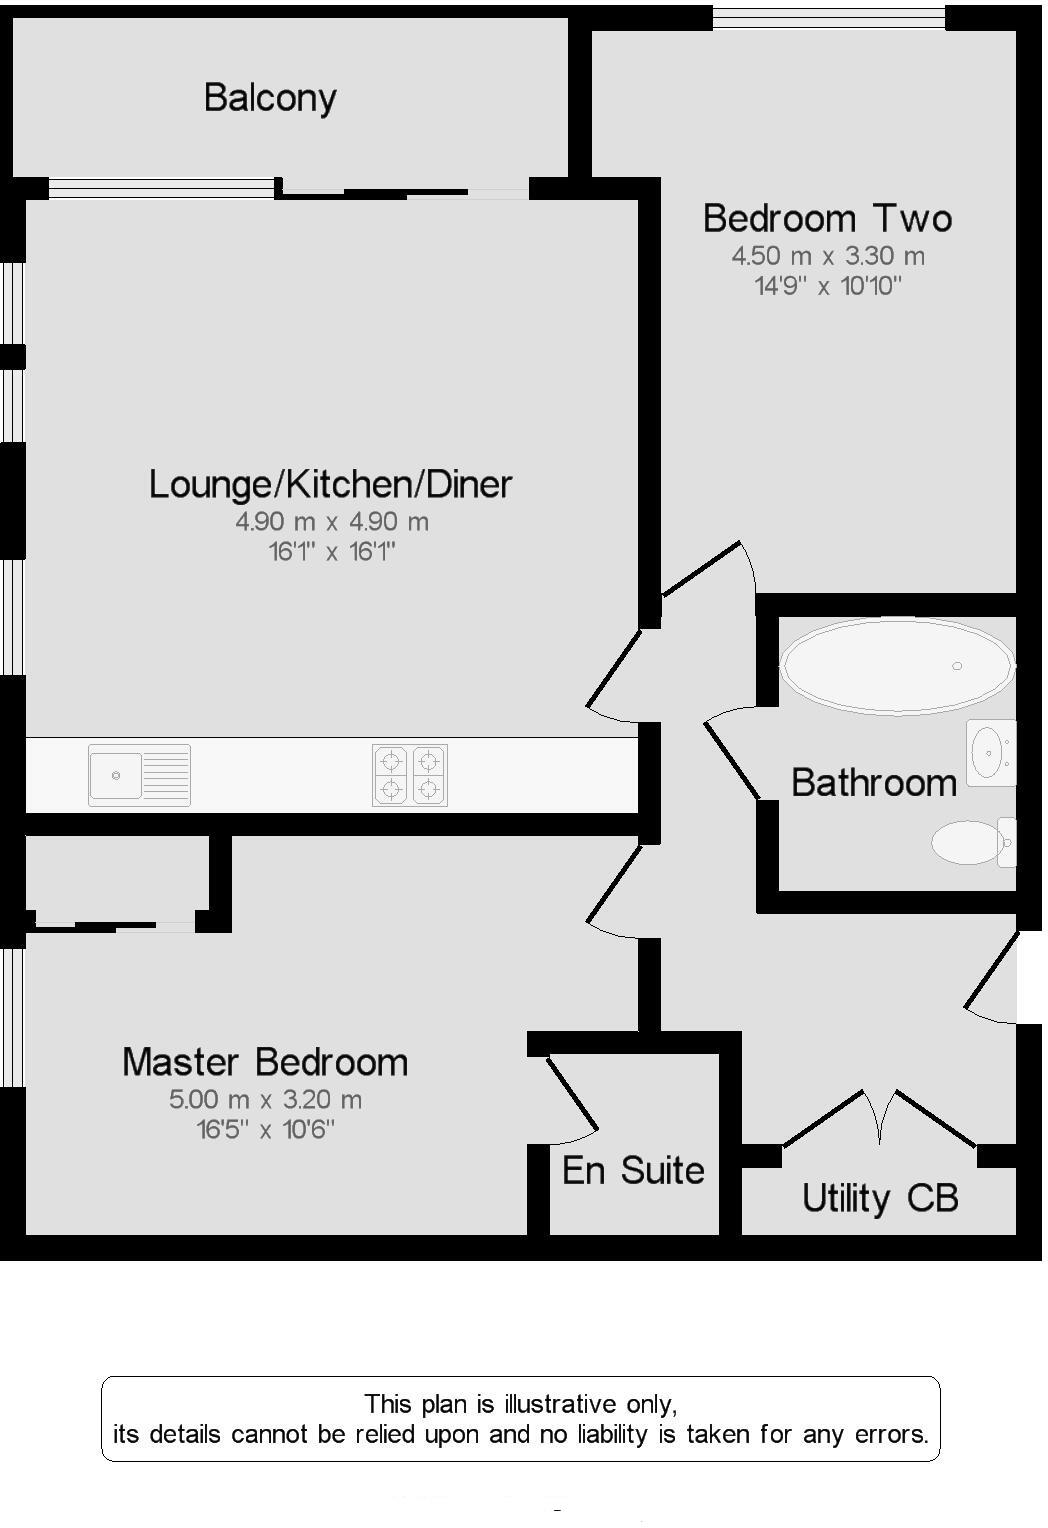 Balcony
Bedroom Two
4.50 m x 3.30 m
14'9" x 10'10"
Lounge/Kitchen/Diner
4.90 m x 4.90 m
16'1" x 16'1"
Bathroom
Master Bedroom
5.00 m x 3.20 m
16'5" x 10'6"
En Suite
Utility CB
This plan is illustrative only,
its details cannot be relied upon and no liability is taken for any errors.